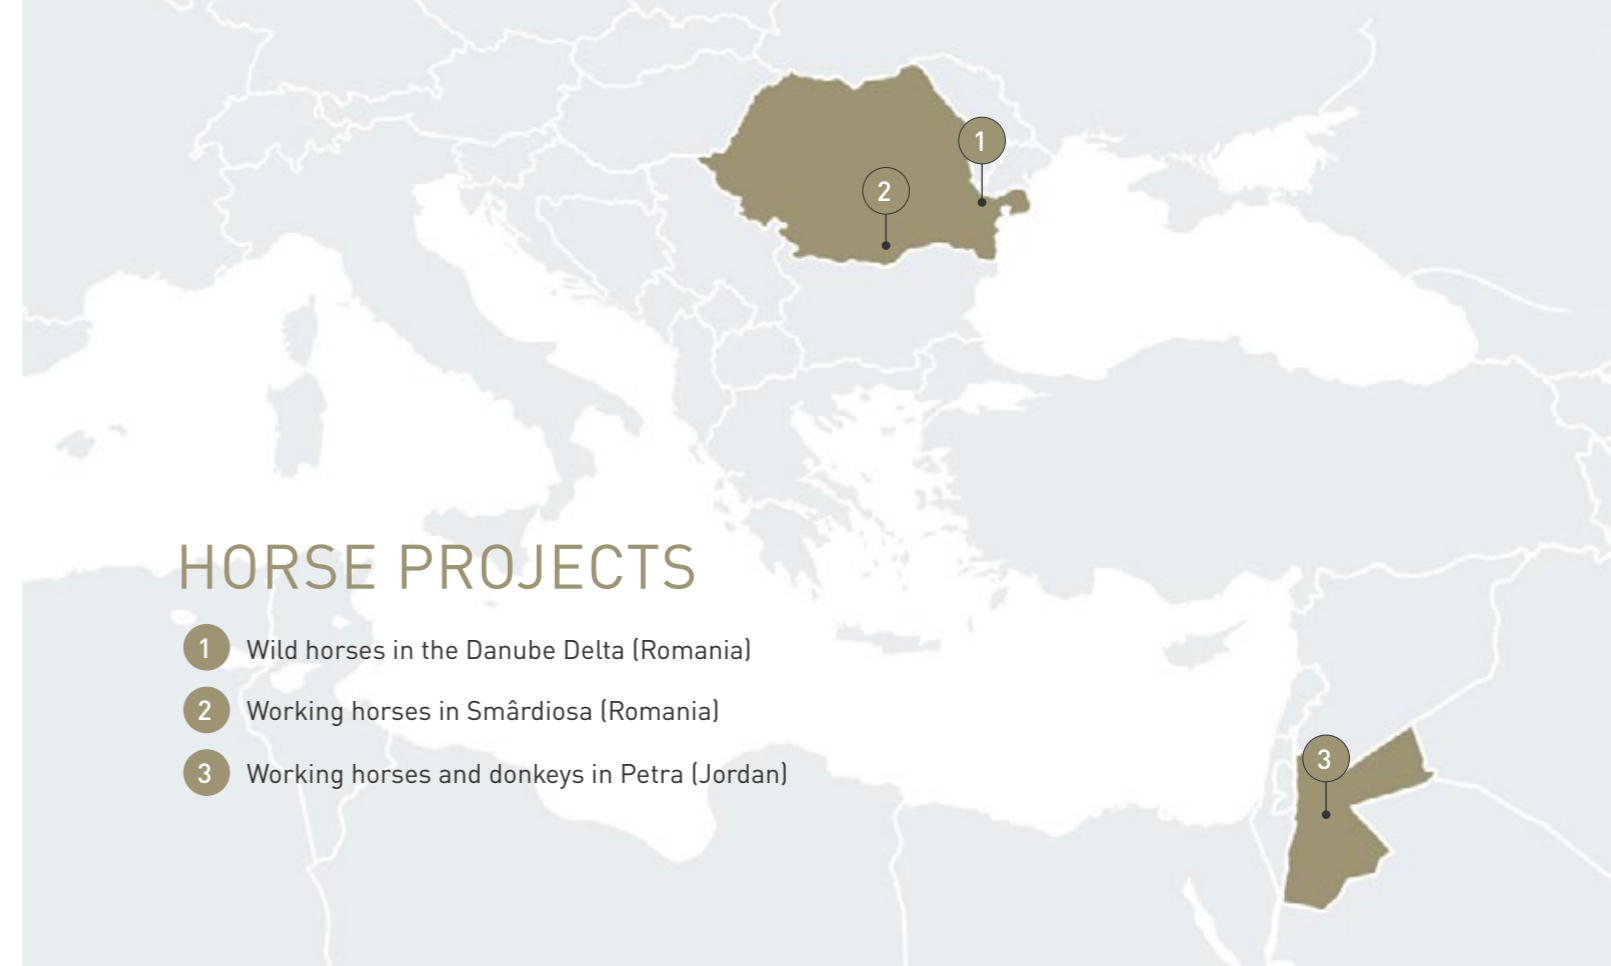 1
2
HORSE PROJECTS
1 Wild horses in the Danube Delta (Romania)
2 Working horses in Smârdiosa (Romania)
3 Working horses and donkeys in Petra (Jordan)
3